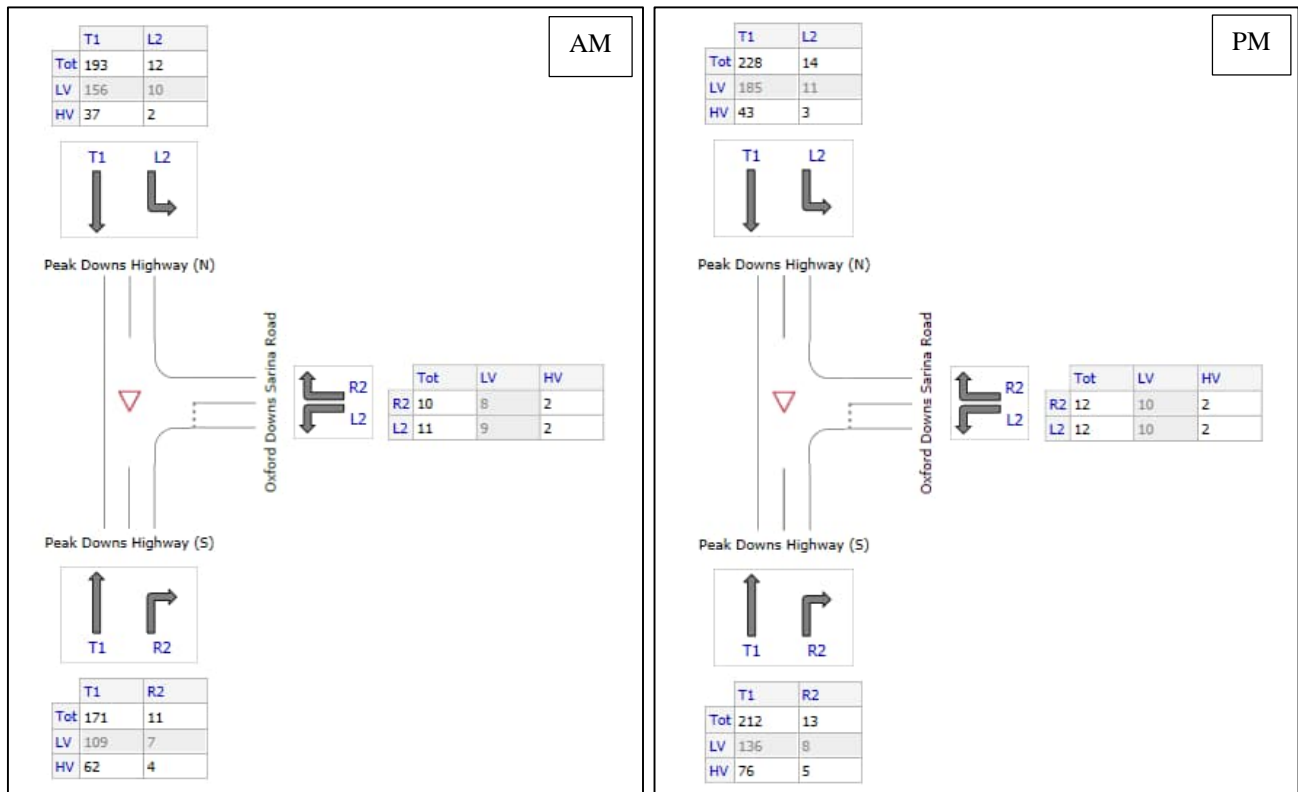 AM
T1 L2
Tot 193 12
LV 156 10
HV 37 2
T1 L2
Peak Downs Highway (N)
Oxford Downs Sarina Road
R2
L2
Tot LV HV
R2 10 8 2
L2 11 9 2
Peak Downs Highway (S)
T1 R2
T1 R2
Tot 171 11
LV 109 7
HV 62 4
PM
T1 L2
Tot 228 14
LV 185 11
HV 43 3
T1 L2
Peak Downs Highway (N)
Oxford Downs Sarina Road
R2
L2
Tot LV HV
R2 12 10 2
L2 12 10 2
Peak Downs Highway (S)
T1 R2
T1 R2
Tot 212 13
LV 136 8
HV 76 5